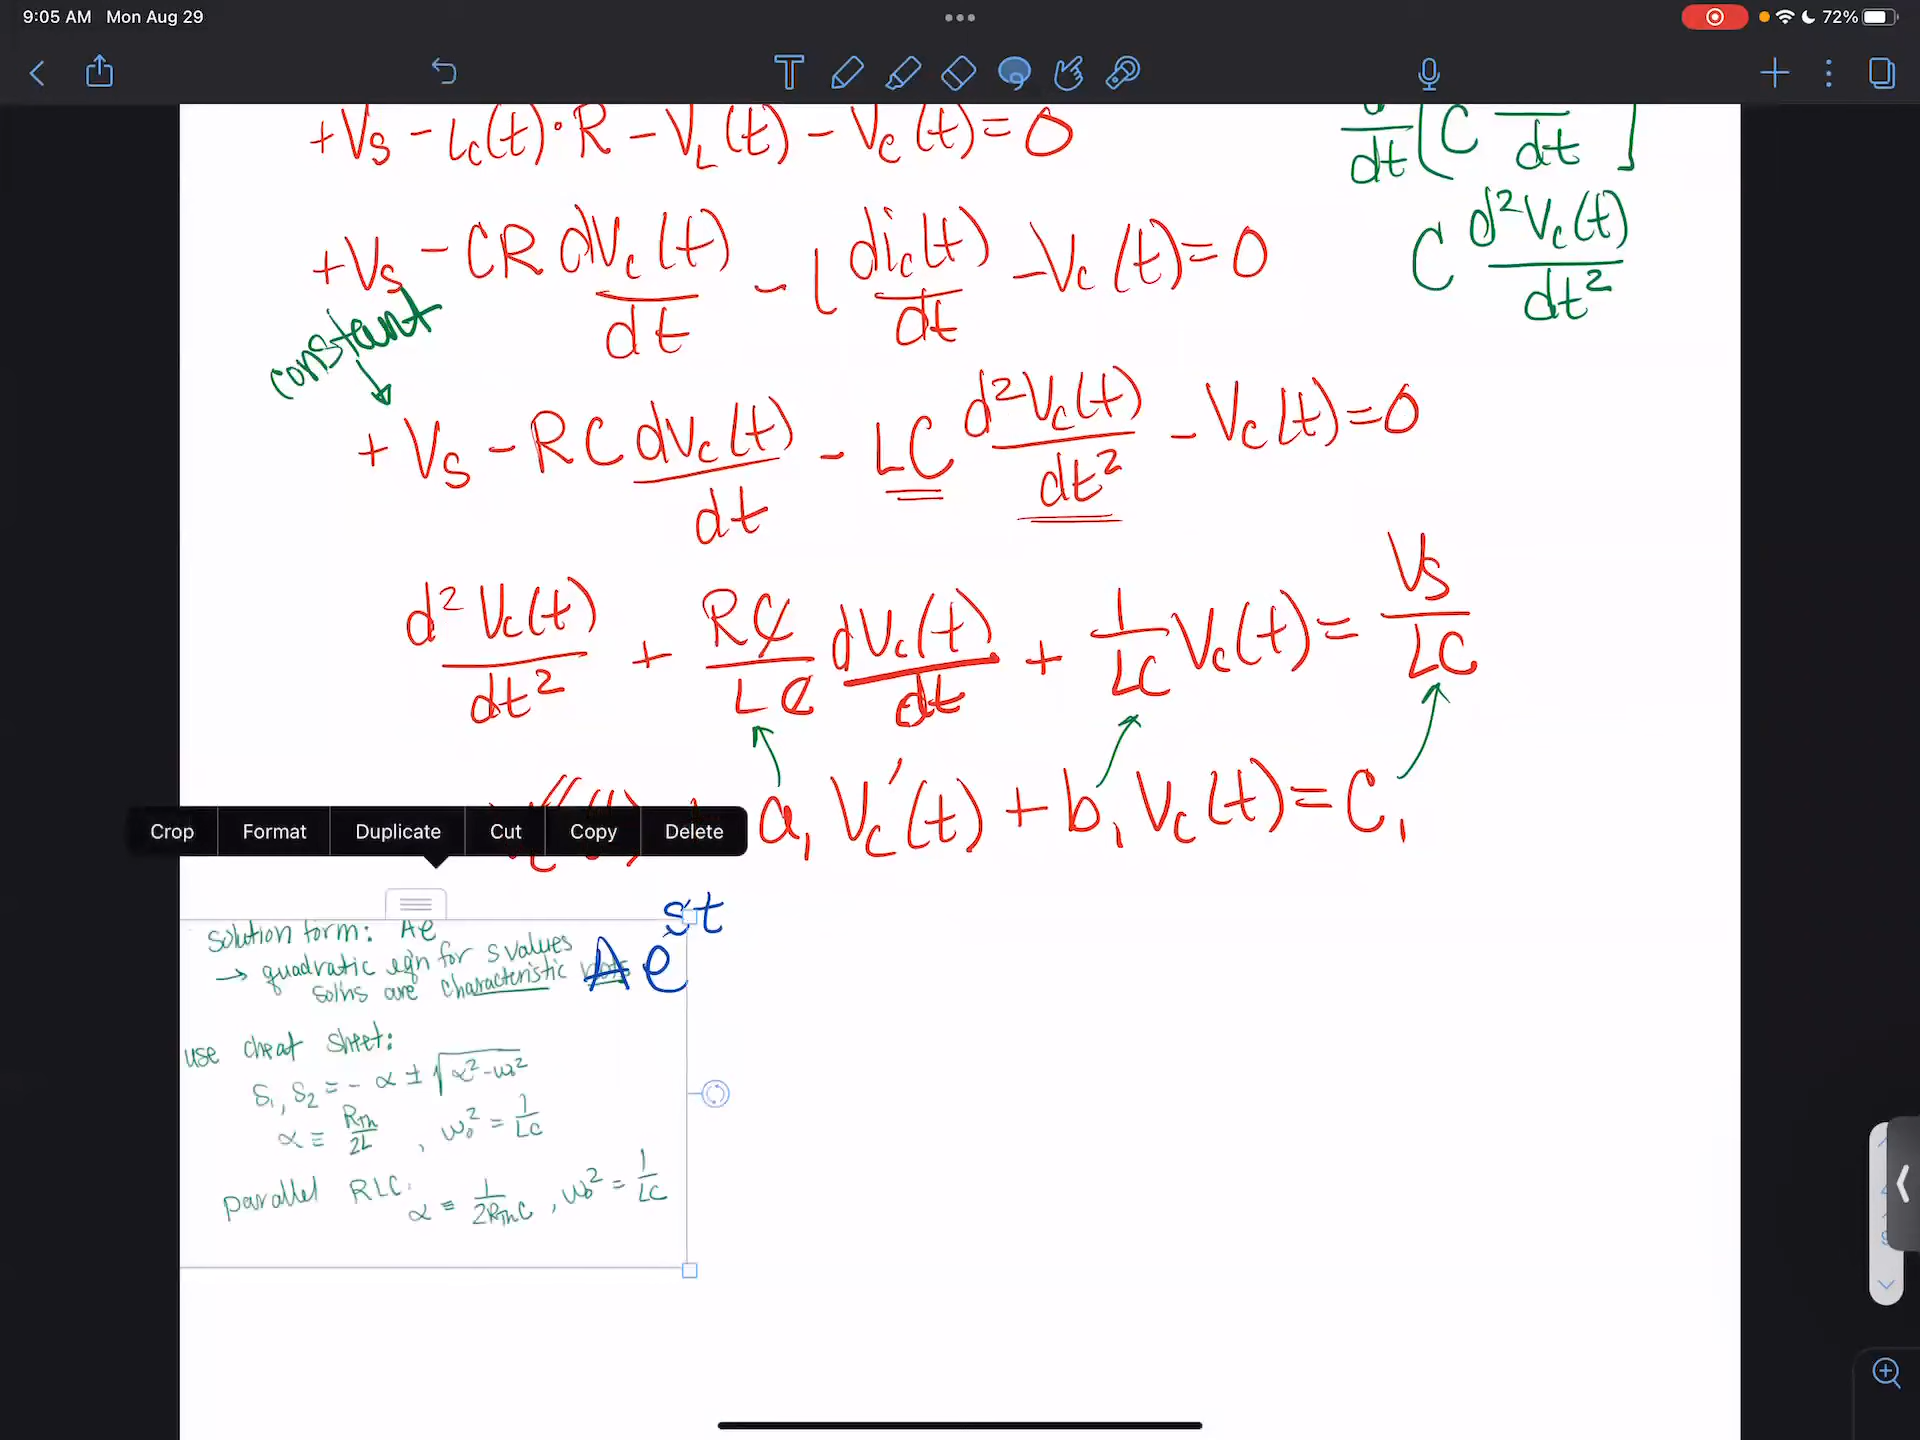 9:05 AM Mon Aug 29
72%
+Vs - ic(t)·R - VL(t) - Vc(t) = 0
dt [C dt]
+Vs - CR dVc(t)/dt - L dic(t)/dt - Vc(t) = 0
C d²Vc(t)/dt²
constant
+ Vs - RC dVc(t)/dt - LC d²Vc(t)/dt² - Vc(t) = 0
d²Vc(t)/dt² + RC/LC dVc(t)/dt + 1/LC Vc(t) = Vs/LC
a₁ Vc'(t) + b₁ Vc(t) = C₁
Crop Format Duplicate Cut Copy Delete
Ae^st
solution form: Ae
→ quadratic eqn for s values
solns are characteristic
use cheat sheet:
S₁, S₂ = - α ± √α² - ω₀²
α = RTh/2L , ω₀² = 1/LC
parallel RLC:
α = 1/2RThC , ω₀² = 1/LC